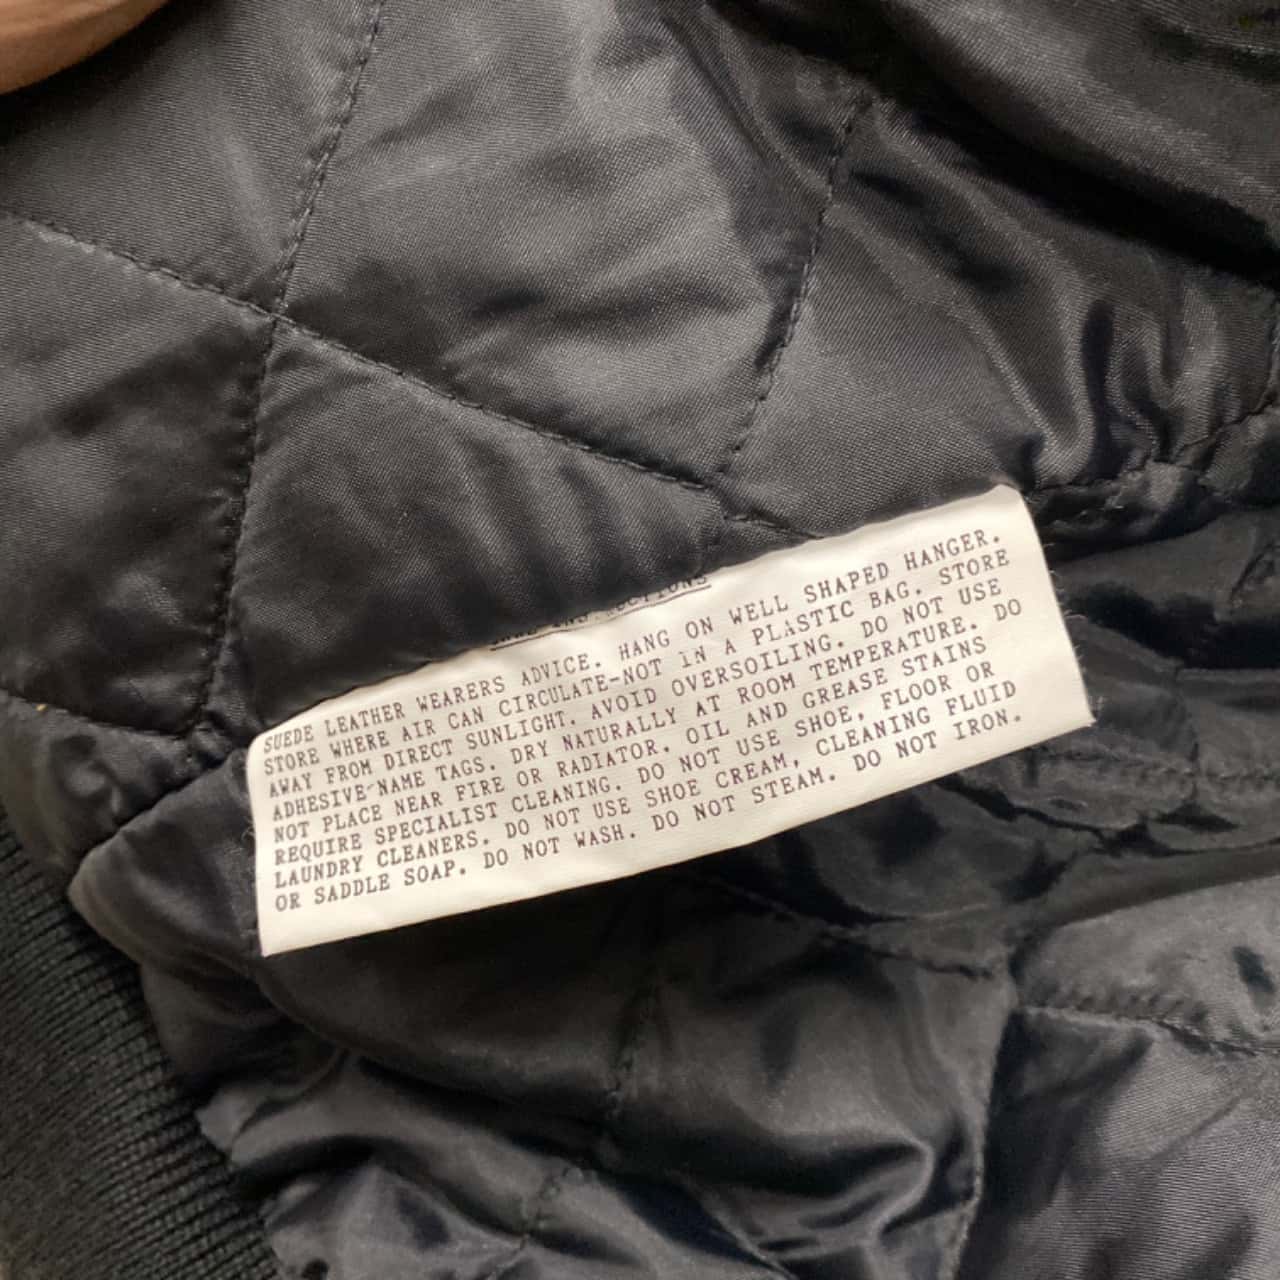 CARE INSTRUCTIONS
SUEDE LEATHER WEARERS ADVICE. HANG ON WELL SHAPED HANGER.
STORE WHERE AIR CAN CIRCULATE-NOT IN A PLASTIC BAG. STORE
AWAY FROM DIRECT SUNLIGHT. AVOID OVERSOILING. DO NOT USE
ADHESIVE NAME TAGS. DRY NATURALLY AT ROOM TEMPERATURE. DO
NOT PLACE NEAR FIRE OR RADIATOR. OIL AND GREASE STAINS
REQUIRE SPECIALIST CLEANING. DO NOT USE SHOE, FLOOR OR
LAUNDRY CLEANERS. DO NOT USE SHOE CREAM, CLEANING FLUID
OR SADDLE SOAP. DO NOT WASH. DO NOT STEAM. DO NOT IRON.